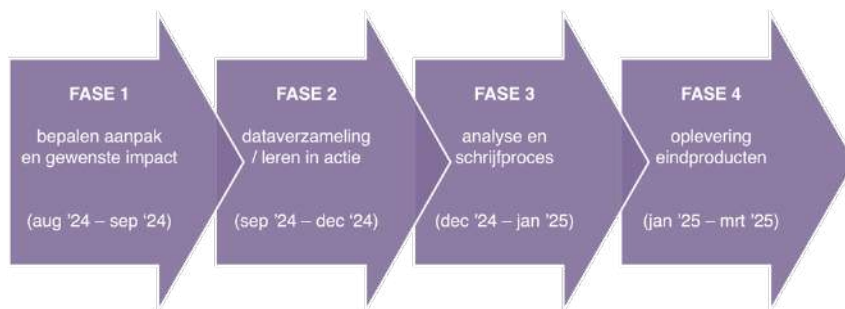 FASE 1
bepalen aanpak
en gewenste impact
(aug ’24 – sep ‘24)
FASE 2
dataverzameling
/ leren in actie
(sep ’24 – dec ’24)
FASE 3
analyse en
schrijfproces
(dec ’24 – jan ’25)
FASE 4
oplevering
eindproducten
(jan ’25 – mrt ’25)